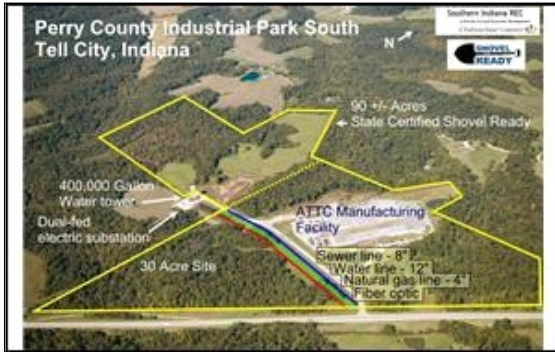 Perry County Industrial Park South
Tell City, Indiana
Southern Indiana REC
N
SHOVEL
READY
90 +/- Acres
State Certified Shovel Ready
400,000 Gallon
Water tower
Dual-fed
electric substation
ATTC Manufacturing
Facility
30 Acre Site
Sewer line - 8"
Water line - 12"
Natural gas line - 4"
Fiber optic